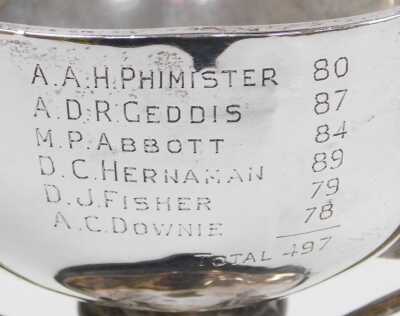 A.A.H.PHIMISTER 80
A.D.R.GEDDIS 87
M.P.ABBOTT 84
D.C.HERNAMAN 89
D.J.FISHER 79
A.C.DOWNIE 78
TOTAL 497